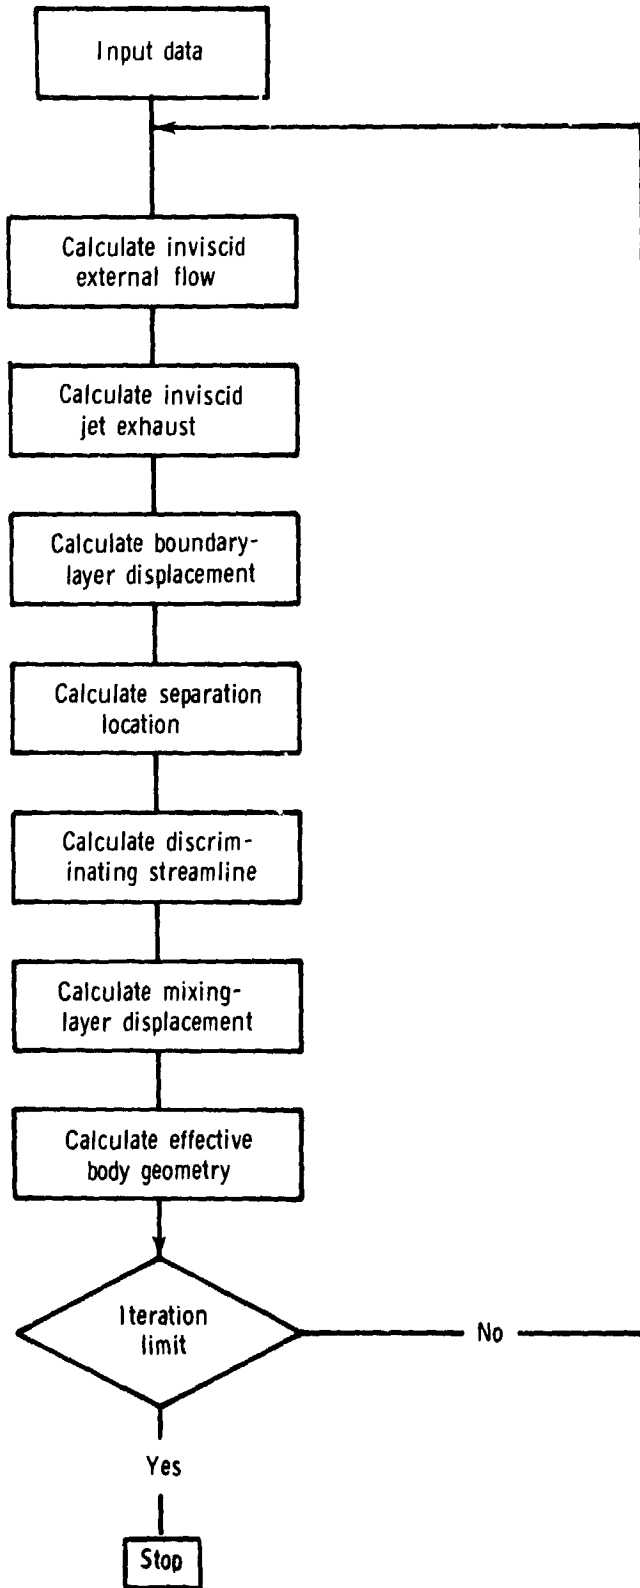 Input data
Calculate inviscid
external flow
Calculate inviscid
jet exhaust
Calculate boundary-
layer displacement
Calculate separation
location
Calculate discrim-
inating streamline
Calculate mixing-
layer displacement
Calculate effective
body geometry
Iteration
limit
No
Yes
Stop